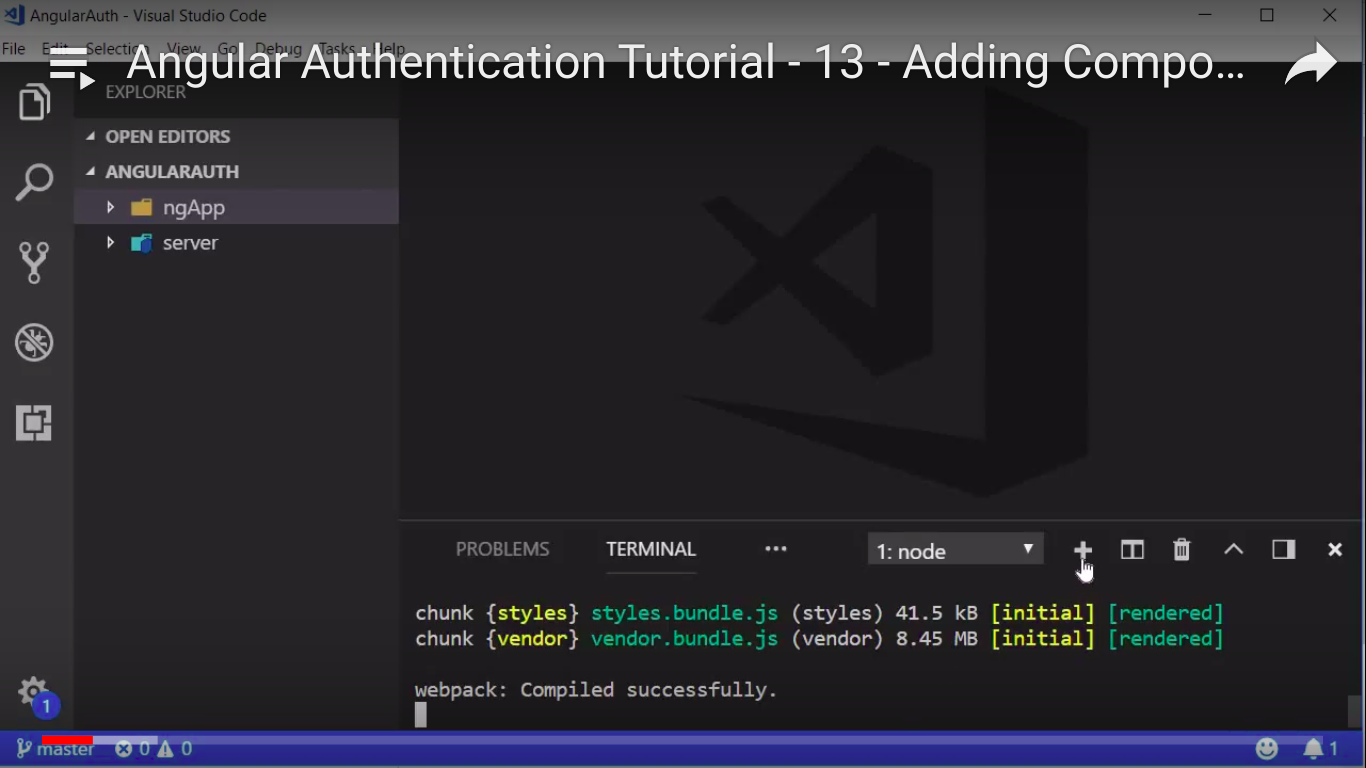 AngularAuth - Visual Studio Code
File Edit Selection View Go Debug Tasks Help
Angular Authentication Tutorial - 13 - Adding Compo...
EXPLORER
OPEN EDITORS
ANGULARAUTH
ngApp
server
PROBLEMS TERMINAL ••• 1: node
chunk {styles} styles.bundle.js (styles) 41.5 kB [initial] [rendered]
chunk {vendor} vendor.bundle.js (vendor) 8.45 MB [initial] [rendered]
webpack: Compiled successfully.
1
master 0 0 1